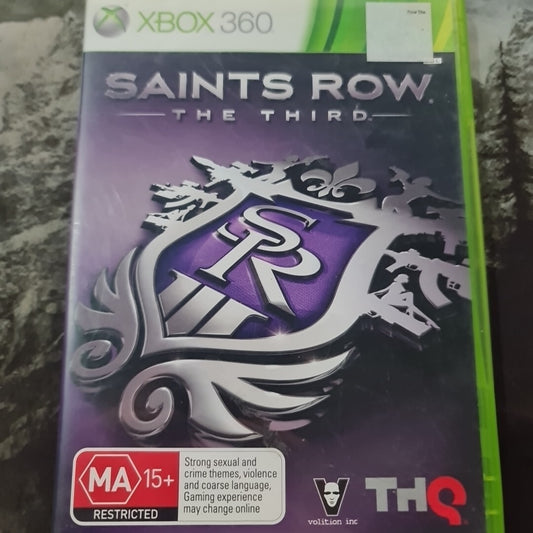 XBOX 360
SAINTS ROW
THE THIRD
SR
III
MA 15+
RESTRICTED
Strong sexual and
crime themes, violence
and coarse language,
Gaming experience
may change online
V
volition inc
THQ